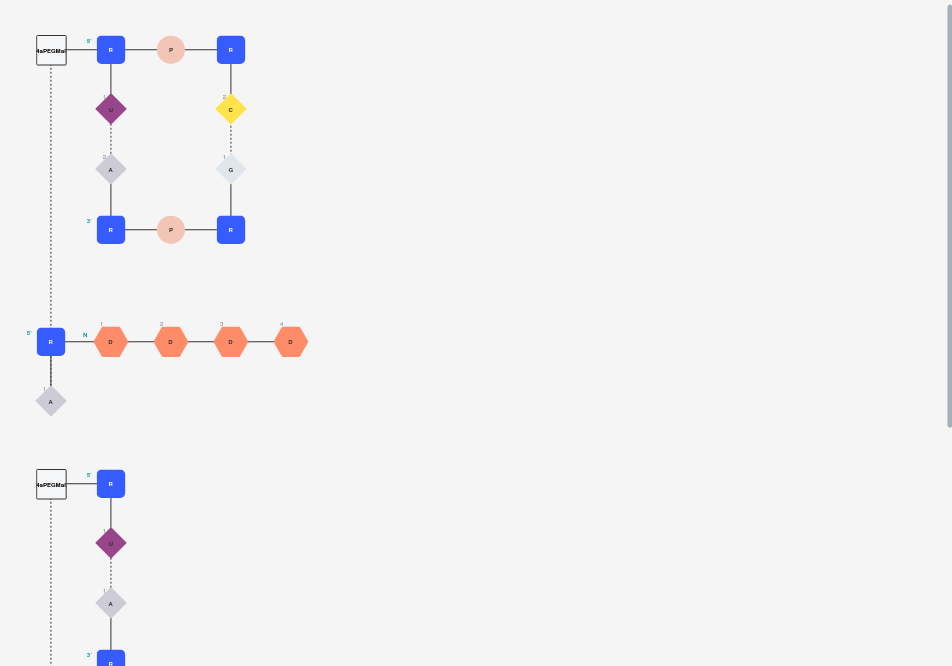 4aPEGMal 5' R P R
1 U 2 C
2 A 1 G
3' R P R
1 2 3 4
5' R N D D D D
1 A
4aPEGMal 5' R
1 U
1 A
3' R